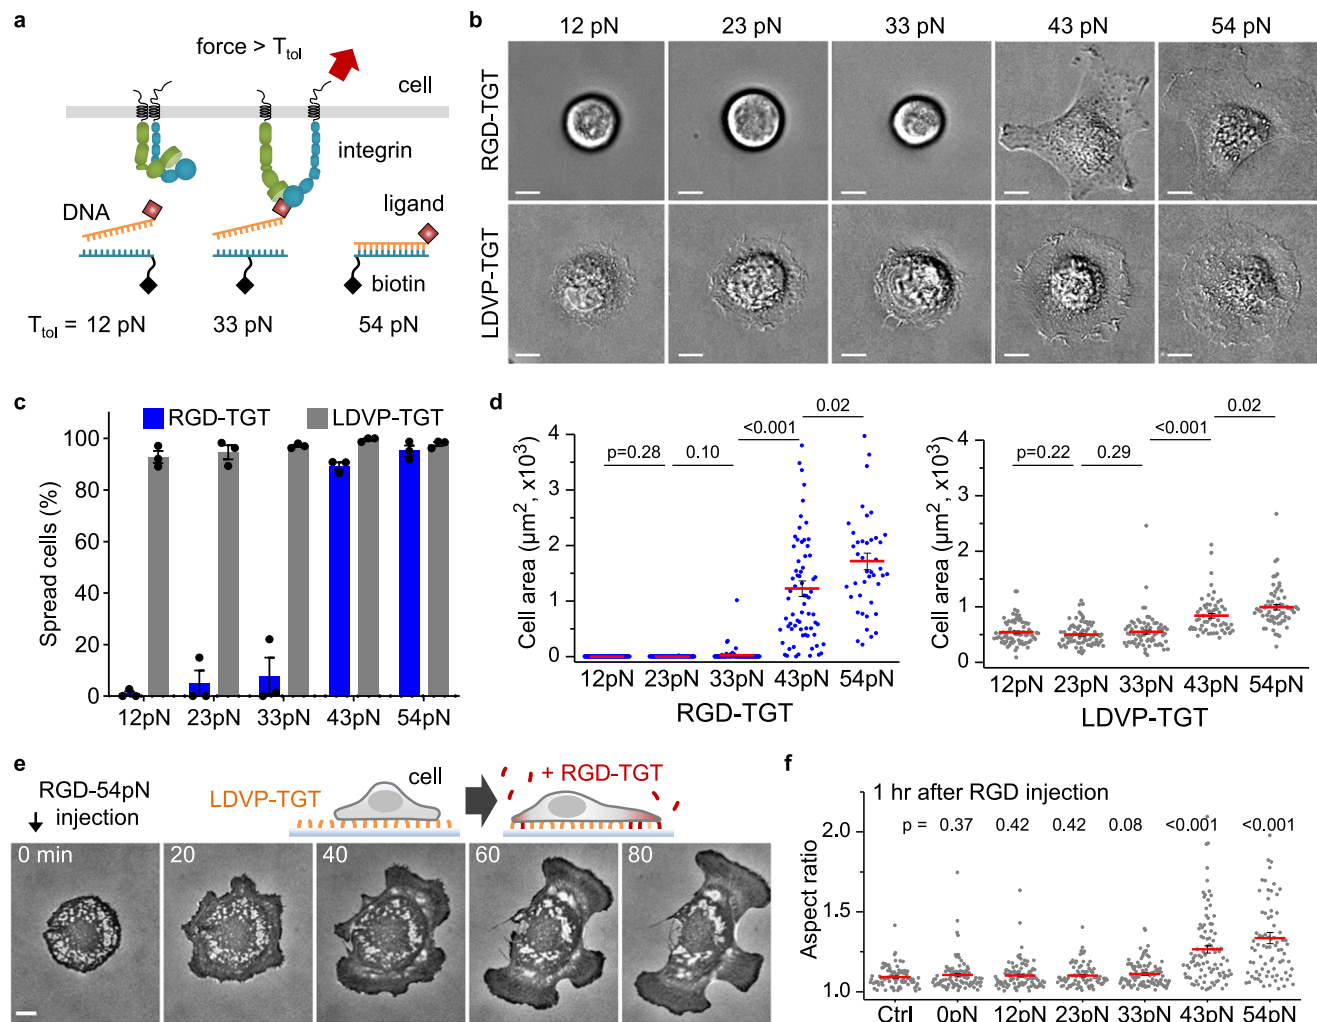 a
force > Ttol
cell
integrin
DNA
ligand
biotin
Ttol = 12 pN
33 pN
54 pN
b
12 pN
23 pN
33 pN
43 pN
54 pN
RGD-TGT
LDVP-TGT
c
RGD-TGT
LDVP-TGT
Spread cells (%)
100
80
60
40
20
0
12pN
23pN
33pN
43pN
54pN
d
Cell area (µm², x10³)
4
3
2
1
0
p=0.28
0.10
<0.001
0.02
12pN
23pN
33pN
43pN
54pN
RGD-TGT
Cell area (µm², x10³)
4
3
2
1
0
p=0.22
0.29
<0.001
0.02
12pN
23pN
33pN
43pN
54pN
LDVP-TGT
e
RGD-54pN
injection
LDVP-TGT
cell
+ RGD-TGT
0 min
20
40
60
80
f
1 hr after RGD injection
p =
0.37
0.42
0.42
0.08
<0.001
<0.001
Aspect ratio
2.0
1.5
1.0
Ctrl
0pN
12pN
23pN
33pN
43pN
54pN